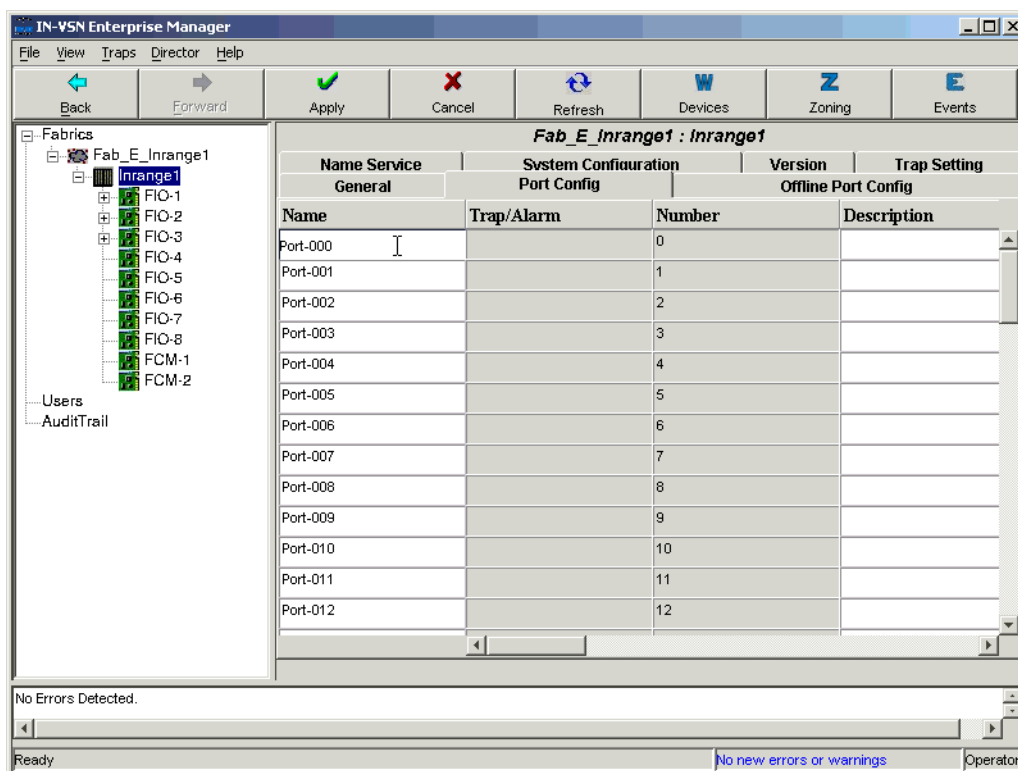 IN-VSN Enterprise Manager
File View Traps Director Help
Back Forward Apply Cancel Refresh Devices Zoning Events
Fabrics
Fab_E_Inrange1
Inrange1
FIO-1
FIO-2
FIO-3
FIO-4
FIO-5
FIO-6
FIO-7
FIO-8
FCM-1
FCM-2
Users
AuditTrail
Fab_E_Inrange1 : Inrange1
Name Service System Configuration Version Trap Setting
General Port Config Offline Port Config
Name Trap/Alarm Number Description
Port-000 0
Port-001 1
Port-002 2
Port-003 3
Port-004 4
Port-005 5
Port-006 6
Port-007 7
Port-008 8
Port-009 9
Port-010 10
Port-011 11
Port-012 12
No Errors Detected.
Ready No new errors or warnings Operator